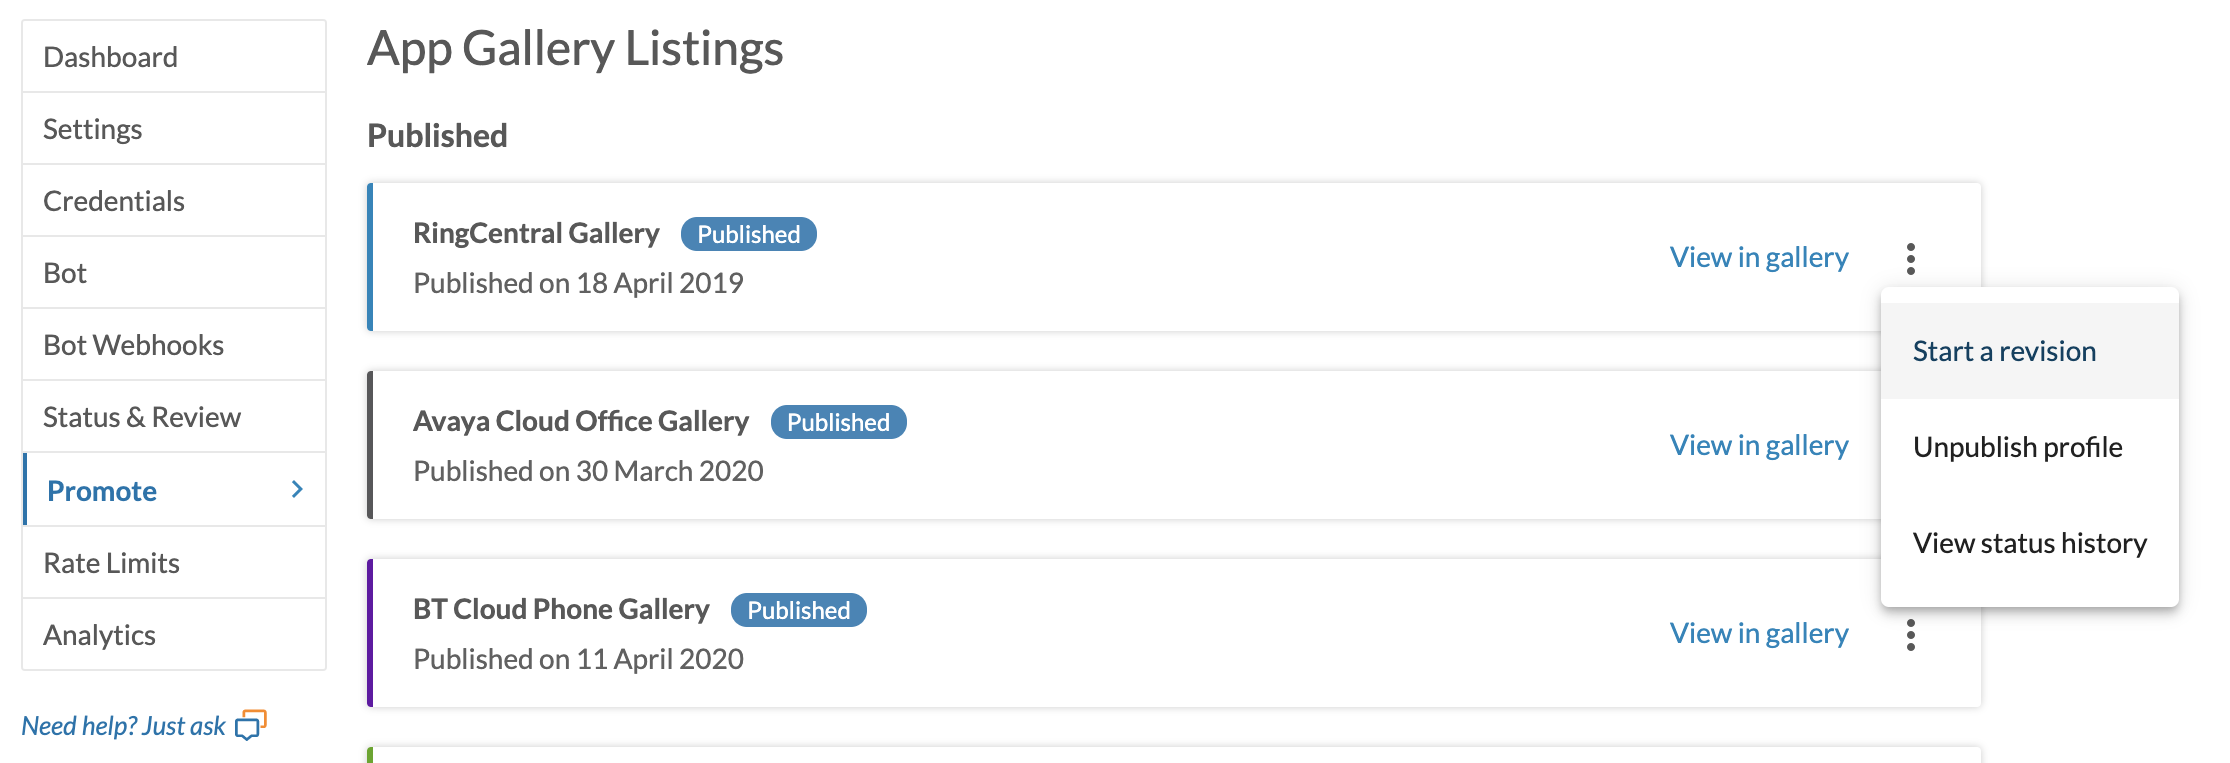 Dashboard
Settings
Credentials
Bot
Bot Webhooks
Status & Review
Promote
Rate Limits
Analytics
Need help? Just ask
App Gallery Listings
Published
RingCentral Gallery Published
Published on 18 April 2019
View in gallery
Avaya Cloud Office Gallery Published
Published on 30 March 2020
View in gallery
BT Cloud Phone Gallery Published
Published on 11 April 2020
View in gallery
Start a revision
Unpublish profile
View status history